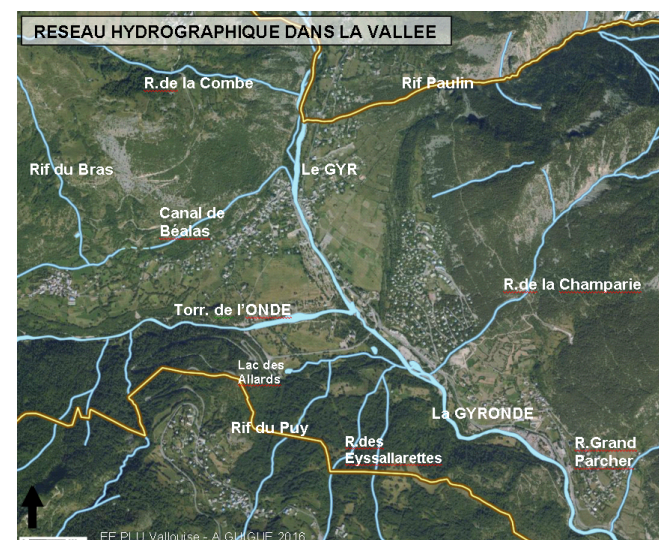 RESEAU HYDROGRAPHIQUE DANS LA VALLEE
R.de la Combe
Rif Paulin
Rif du Bras
Le GYR
Canal de
Béalas
R.de la Champarie
Torr. de l'ONDE
Lac des
Allards
La GYRONDE
Rif du Puy
R.des
Eyssallarettes
R.Grand
Parcher
EE PLU Vallouise - A.GUIGUE 2016